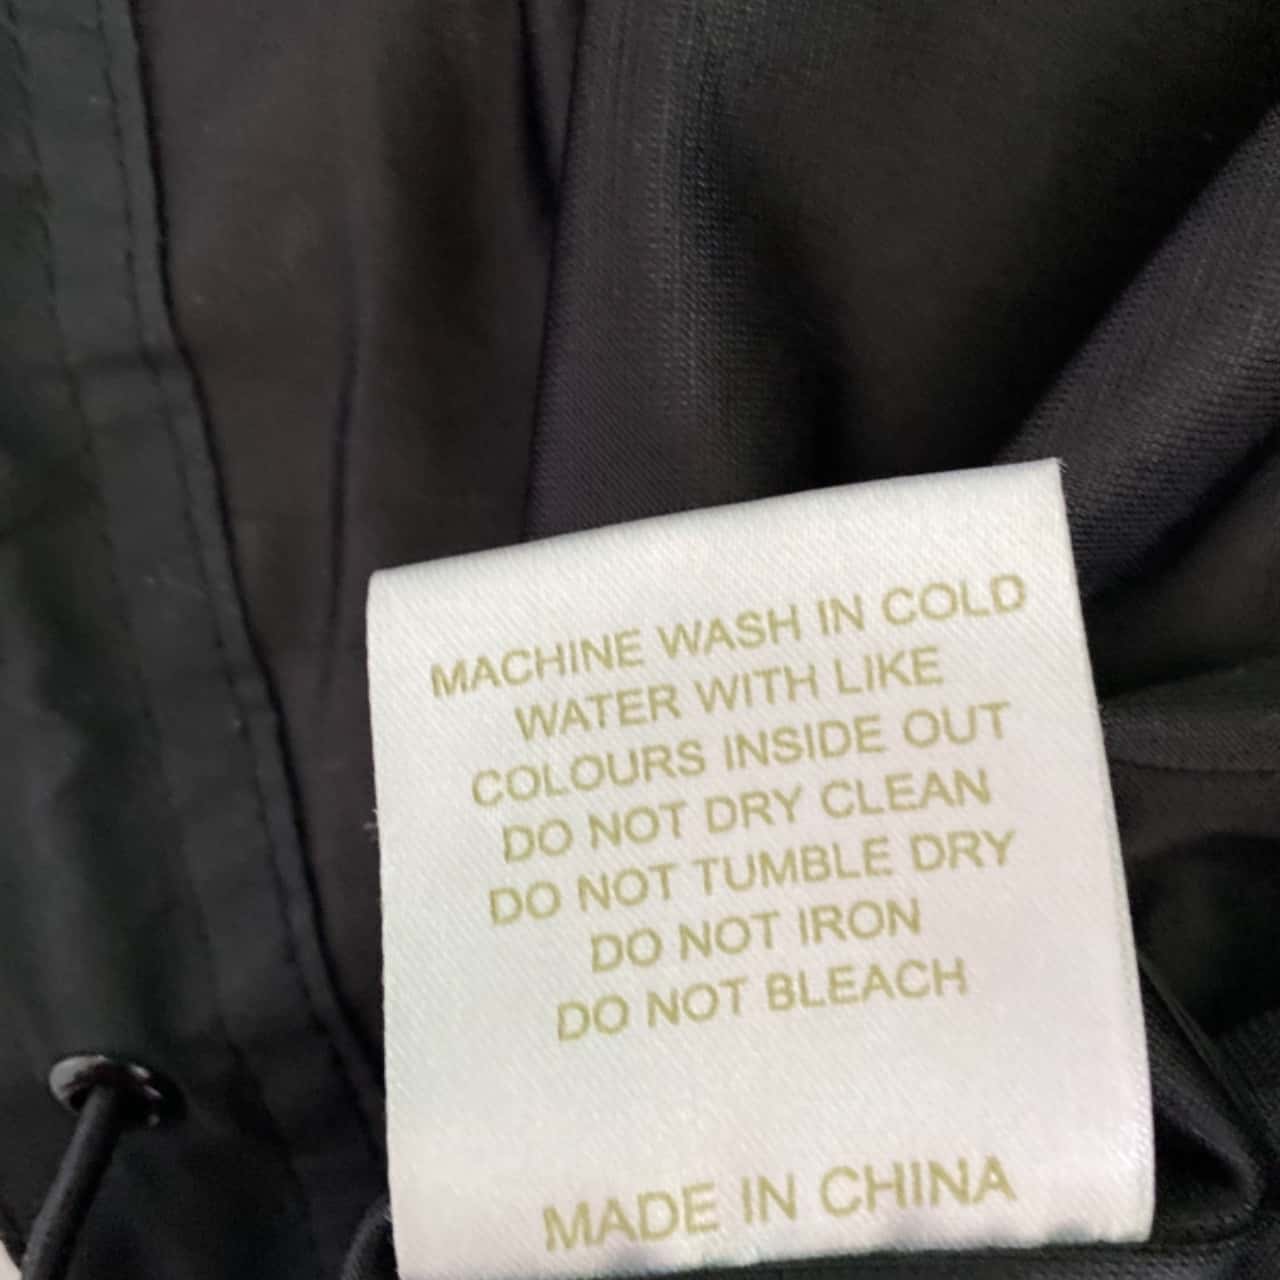 MACHINE WASH IN COLD
WATER WITH LIKE
COLOURS INSIDE OUT
DO NOT DRY CLEAN
DO NOT TUMBLE DRY
DO NOT IRON
DO NOT BLEACH
MADE IN CHINA